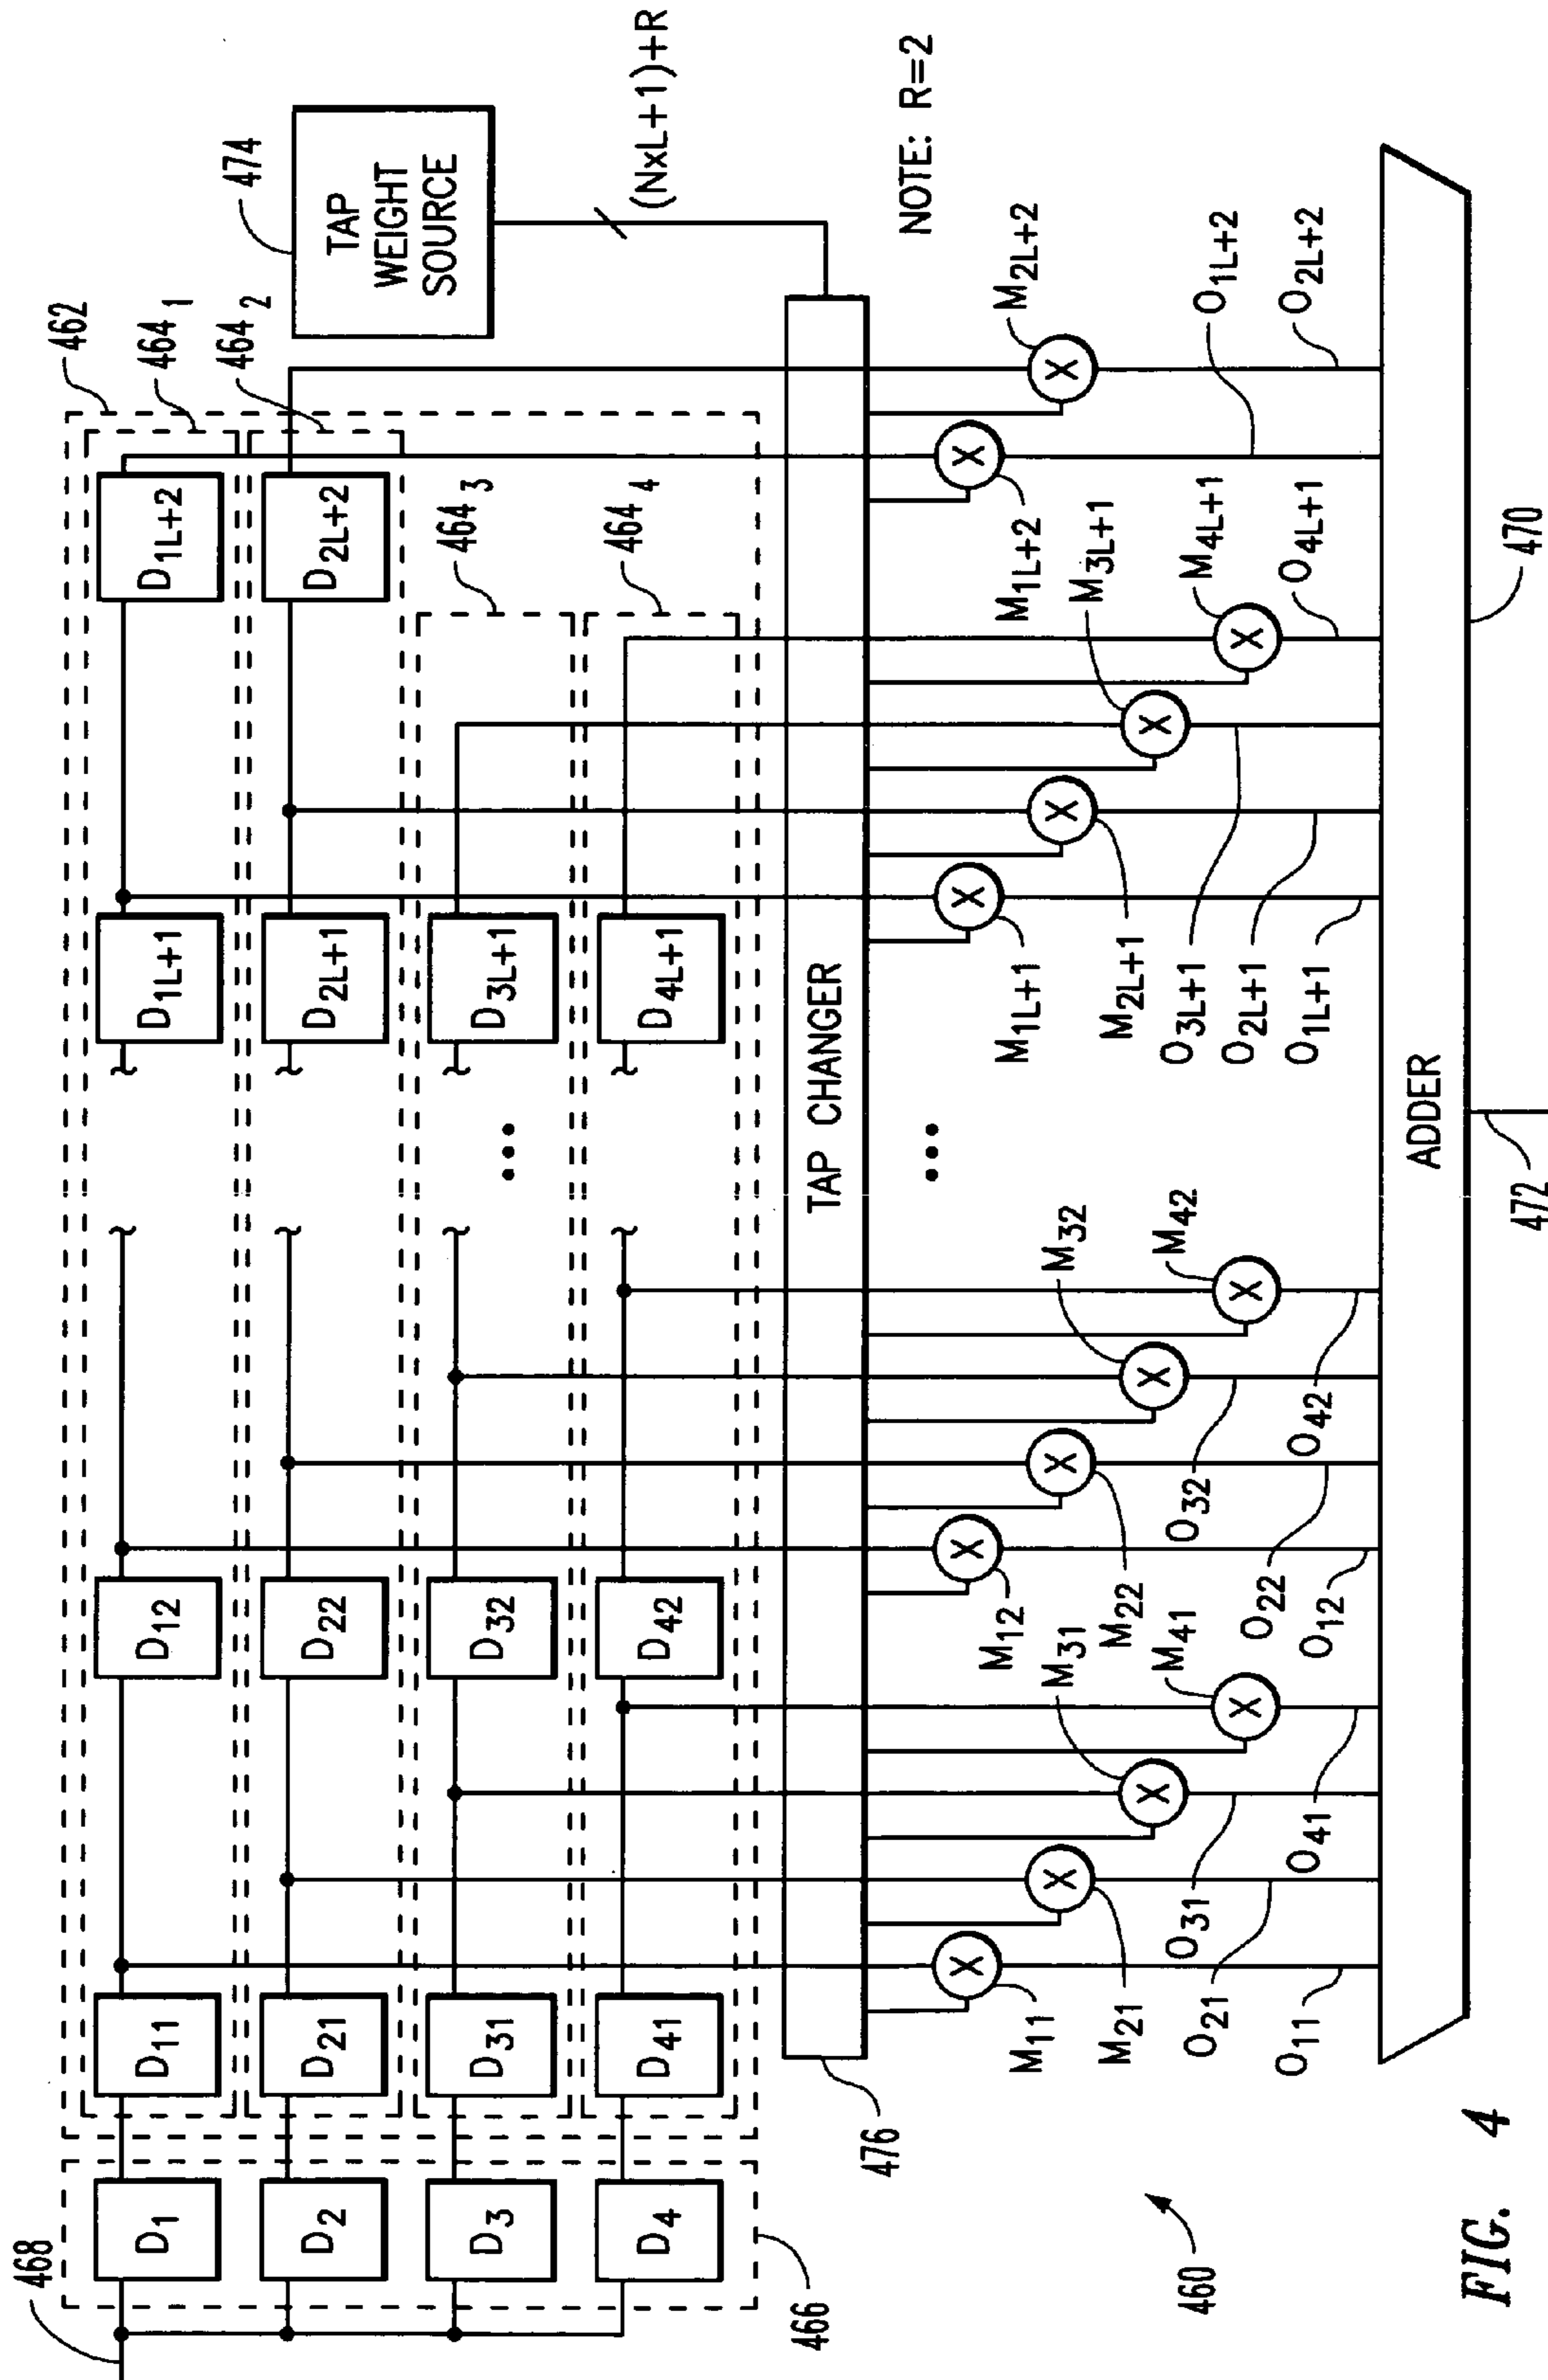 468
D1
D2
D3
D4
466
462
464 1
464 2
464 3
464 4
D11
D12
D1L+1
D1L+2
D21
D22
D2L+1
D2L+2
D31
D32
D3L+1
D41
D42
D4L+1
...
474
TAP
WEIGHT
SOURCE
(NxL+1)+R
NOTE: R=2
476
TAP CHANGER
...
M11
M21
M31
M41
M12
M22
M32
M42
M1L+1
M2L+1
M3L+1
M4L+1
M1L+2
M2L+2
O11
O21
O31
O41
O12
O22
O32
O42
O1L+1
O2L+1
O3L+1
O4L+1
O1L+2
O2L+2
ADDER
470
472
460
FIG. 4